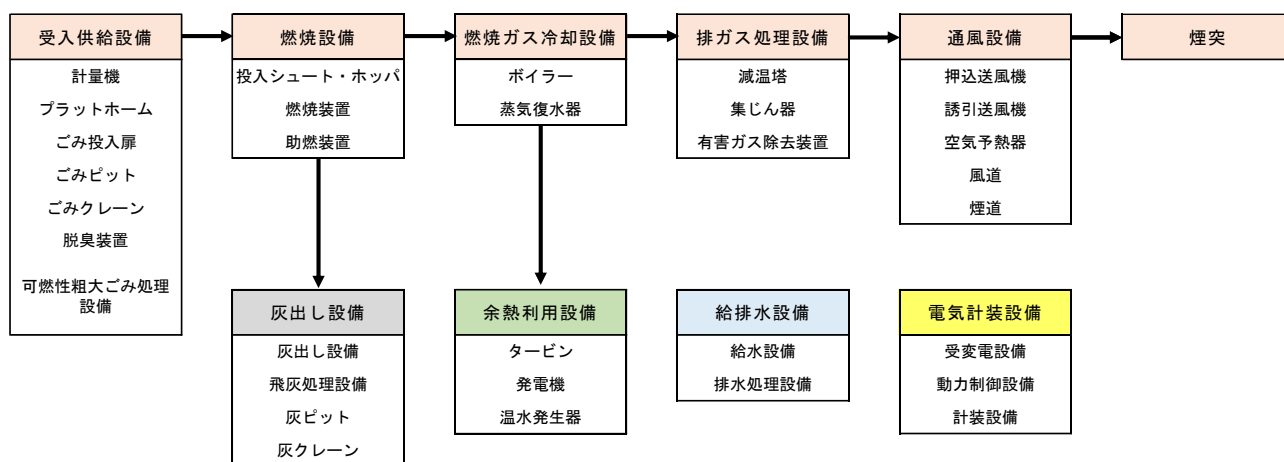 受入供給設備
計量機
プラットホーム
ごみ投入扉
ごみピット
ごみクレーン
脱臭装置
可燃性粗大ごみ処理
設備
燃焼設備
投入シュート・ホッパ
燃焼装置
助燃装置
燃焼ガス冷却設備
ボイラー
蒸気復水器
排ガス処理設備
減温塔
集じん器
有害ガス除去装置
通風設備
押込送風機
誘引送風機
空気予熱器
風道
煙道
煙突
灰出し設備
灰出し設備
飛灰処理設備
灰ピット
灰クレーン
余熱利用設備
タービン
発電機
温水発生器
給排水設備
給水設備
排水処理設備
電気計装設備
受変電設備
動力制御設備
計装設備